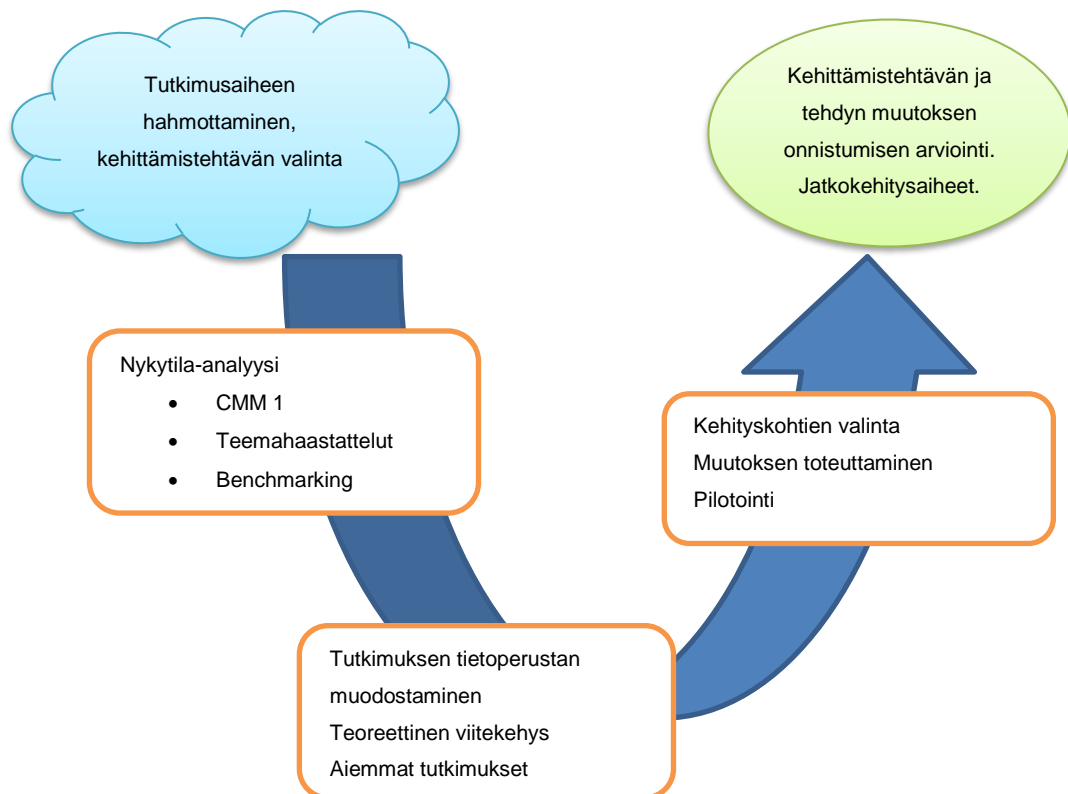 Tutkimusaiheen
hahmottaminen,
kehittämistehtävän valinta
Nykytila-analyysi
• CMM 1
• Teemahaastattelut
• Benchmarking
Tutkimuksen tietoperustan
muodostaminen
Teoreettinen viitekehys
Aiemmat tutkimukset
Kehityskohtien valinta
Muutoksen toteuttaminen
Pilotointi
Kehittämistehtävän ja
tehdyn muutoksen
onnistumisen arviointi.
Jatkokehitysaiheet.